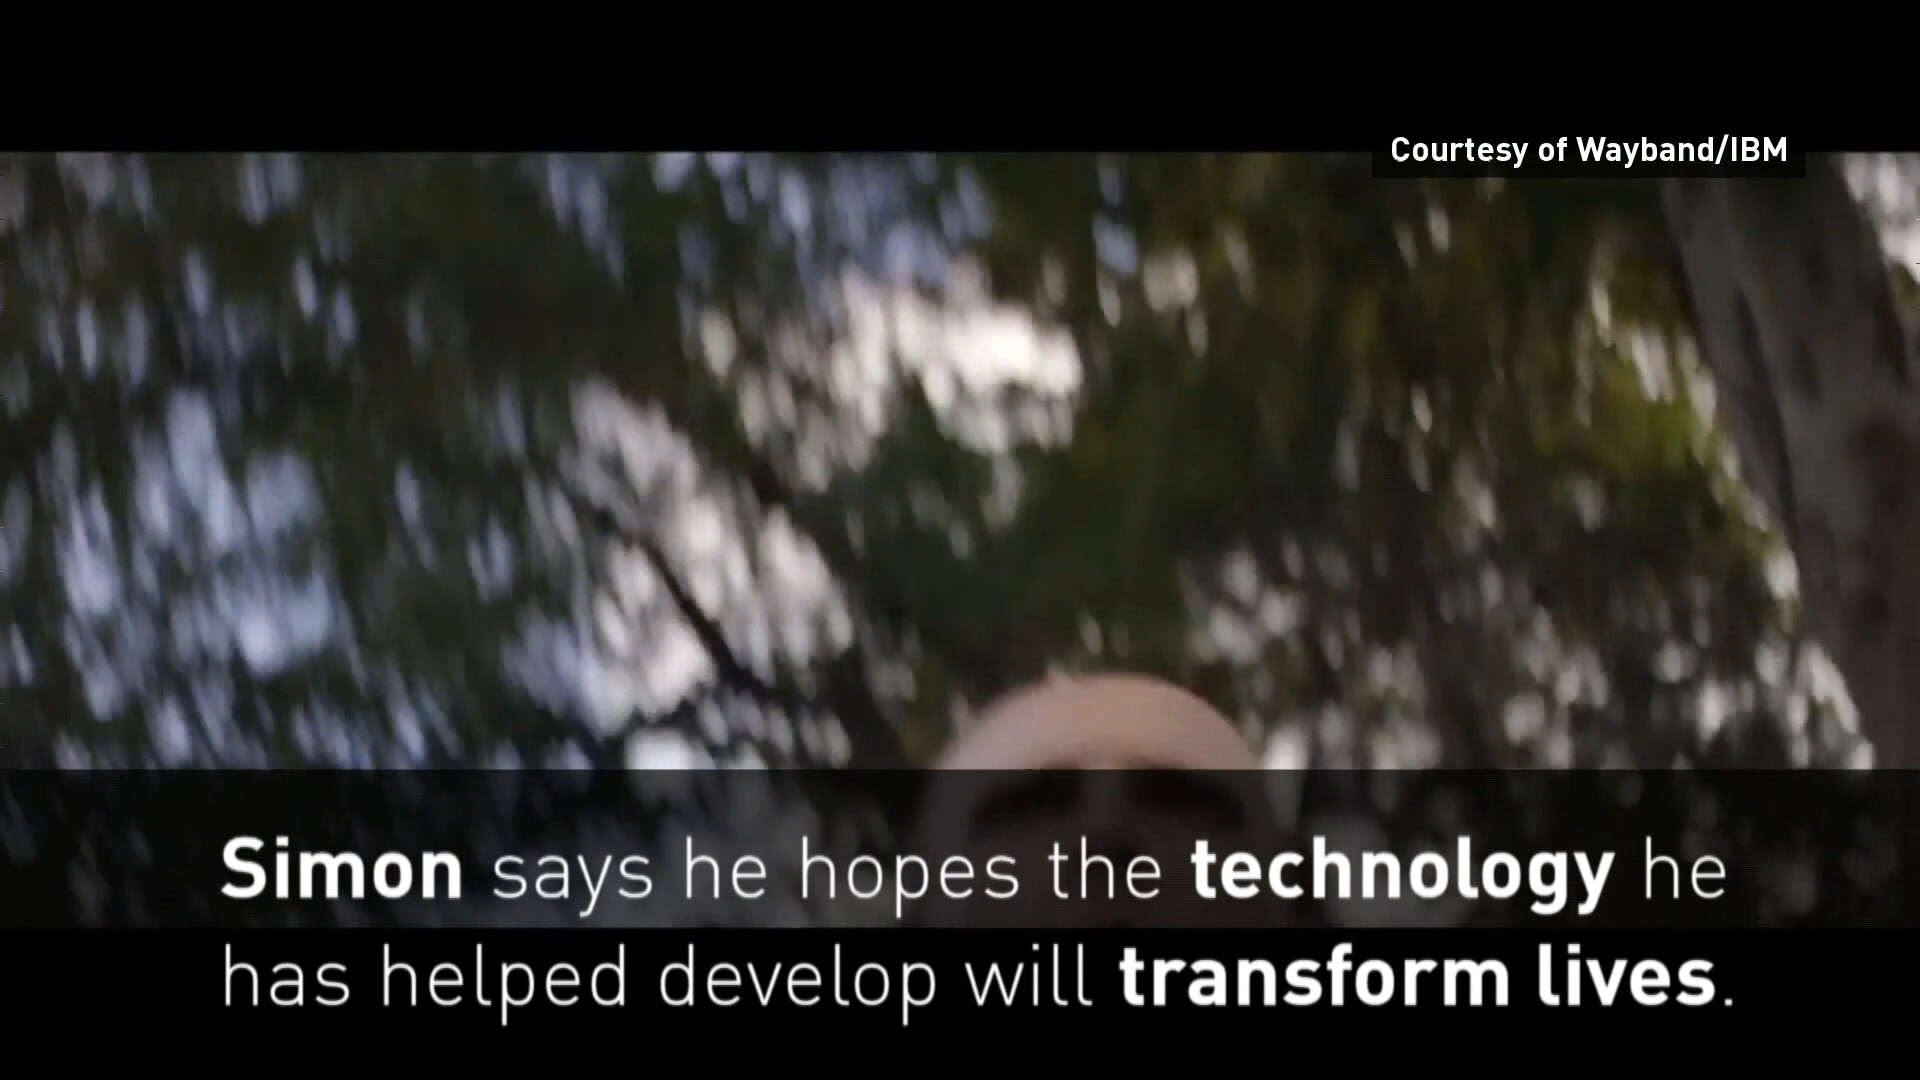 Courtesy of Wayband/IBM
Simon says he hopes the technology he
has helped develop will transform lives.